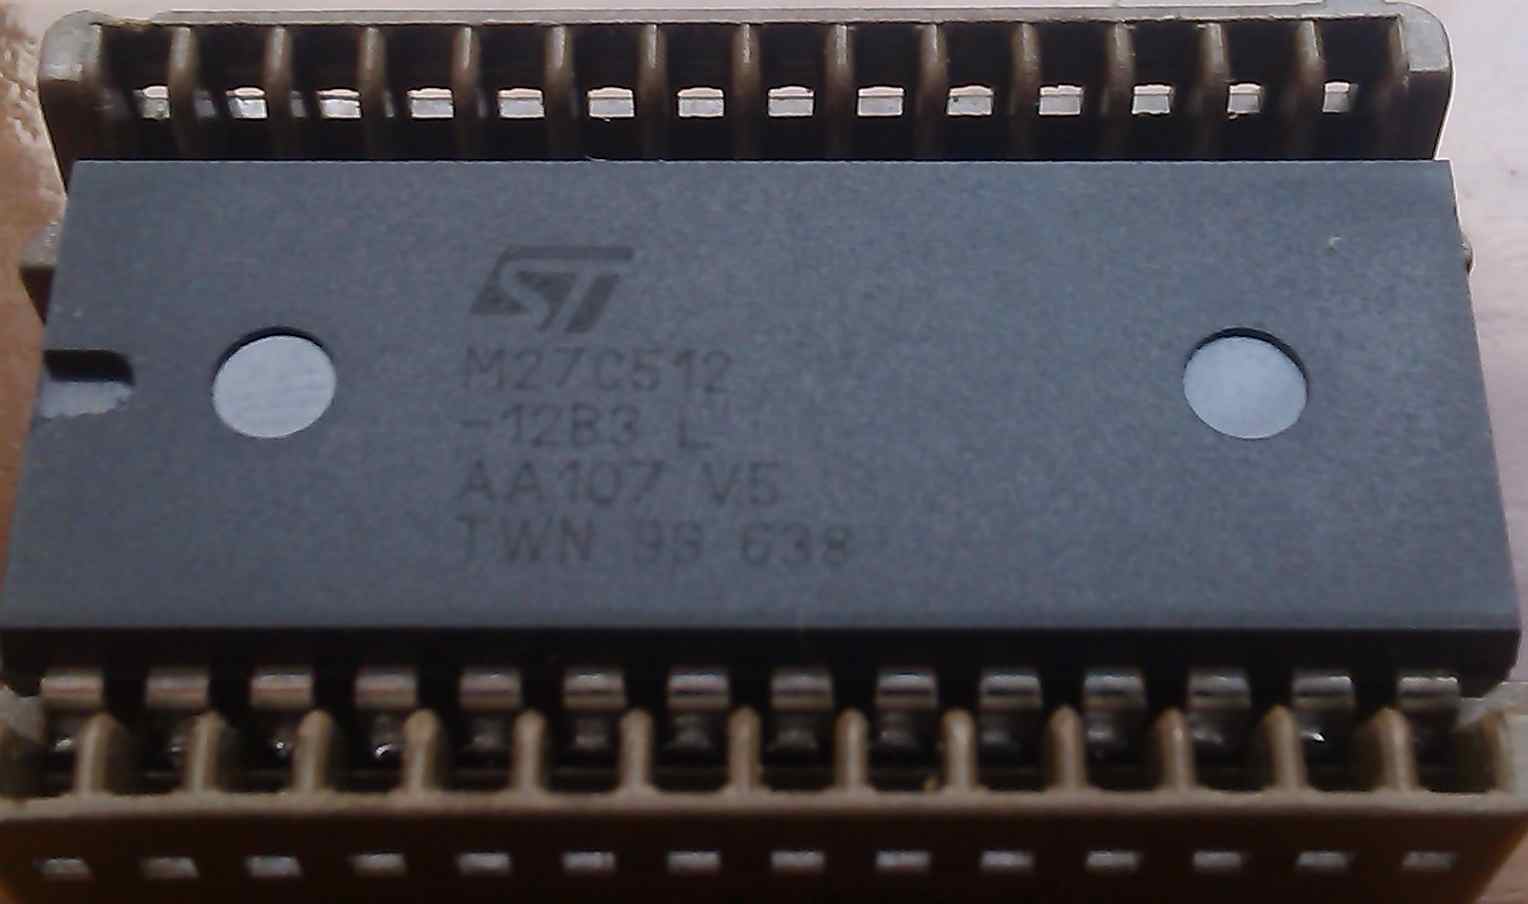 ST
M27C512
-12B3 L
AA107 V5
TWN 99 638